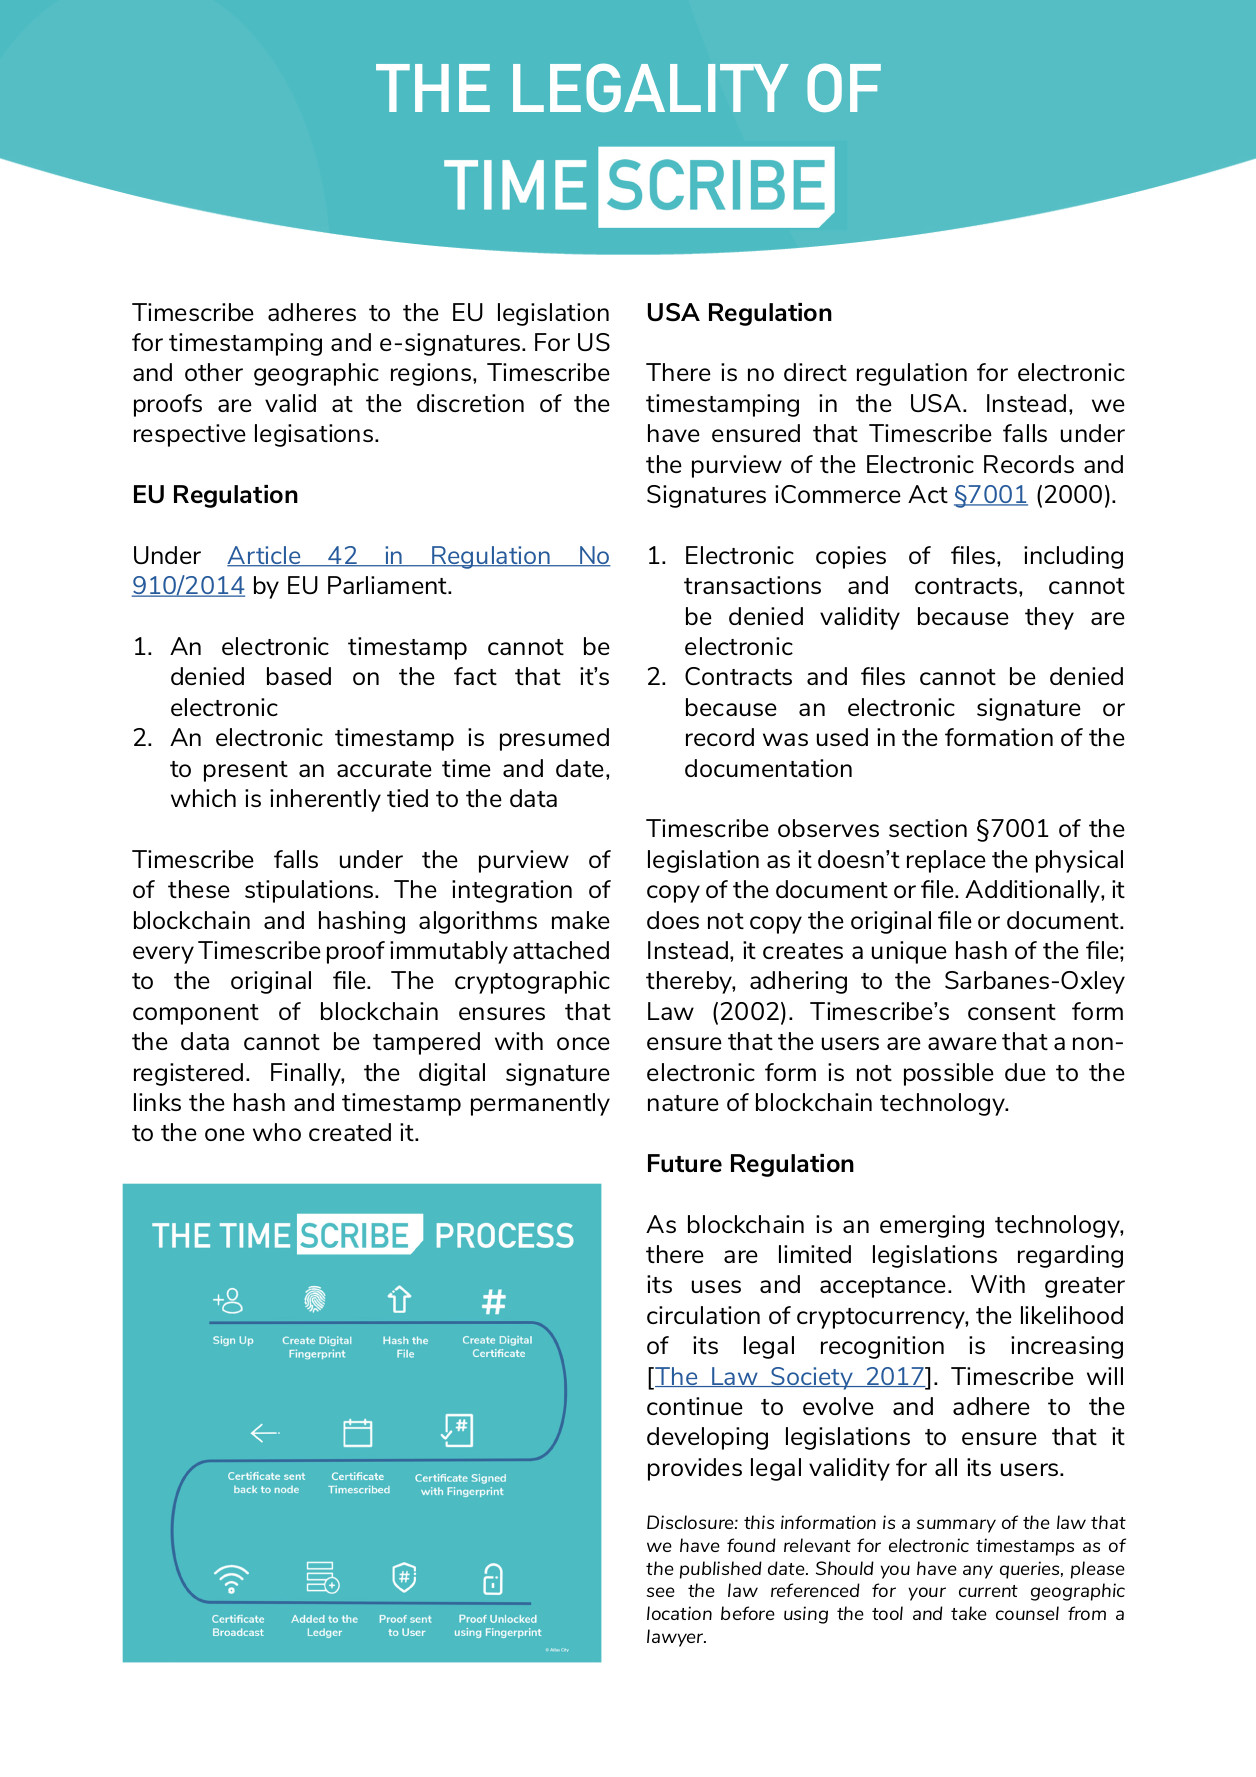 THE LEGALITY OF
TIME SCRIBE
Timescribe adheres to the EU legislation
for timestamping and e-signatures. For US
and other geographic regions, Timescribe
proofs are valid at the discretion of the
respective legisations.
EU Regulation
Under Article 42 in Regulation No
910/2014 by EU Parliament.
1. An electronic timestamp cannot be
denied based on the fact that it’s
electronic
2. An electronic timestamp is presumed
to present an accurate time and date,
which is inherently tied to the data
Timescribe falls under the purview of
of these stipulations. The integration of
blockchain and hashing algorithms make
every Timescribe proof immutably attached
to the original file. The cryptographic
component of blockchain ensures that
the data cannot be tampered with once
registered. Finally, the digital signature
links the hash and timestamp permanently
to the one who created it.
THE TIME SCRIBE PROCESS
Sign Up
Create Digital
Fingerprint
Hash the
File
Create Digital
Certificate
Certificate sent
back to node
Certificate
Timescribed
Certificate Signed
with Fingerprint
Certificate
Broadcast
Added to the
Ledger
Proof sent
to User
Proof Unlocked
using Fingerprint
USA Regulation
There is no direct regulation for electronic
timestamping in the USA. Instead, we
have ensured that Timescribe falls under
the purview of the Electronic Records and
Signatures iCommerce Act §7001 (2000).
1. Electronic copies of files, including
transactions and contracts, cannot
be denied validity because they are
electronic
2. Contracts and files cannot be denied
because an electronic signature or
record was used in the formation of the
documentation
Timescribe observes section §7001 of the
legislation as it doesn’t replace the physical
copy of the document or file. Additionally, it
does not copy the original file or document.
Instead, it creates a unique hash of the file;
thereby, adhering to the Sarbanes-Oxley
Law (2002). Timescribe’s consent form
ensure that the users are aware that a non-
electronic form is not possible due to the
nature of blockchain technology.
Future Regulation
As blockchain is an emerging technology,
there are limited legislations regarding
its uses and acceptance. With greater
circulation of cryptocurrency, the likelihood
of its legal recognition is increasing
[The Law Society 2017]. Timescribe will
continue to evolve and adhere to the
developing legislations to ensure that it
provides legal validity for all its users.
Disclosure: this information is a summary of the law that
we have found relevant for electronic timestamps as of
the published date. Should you have any queries, please
see the law referenced for your current geographic
location before using the tool and take counsel from a
lawyer.